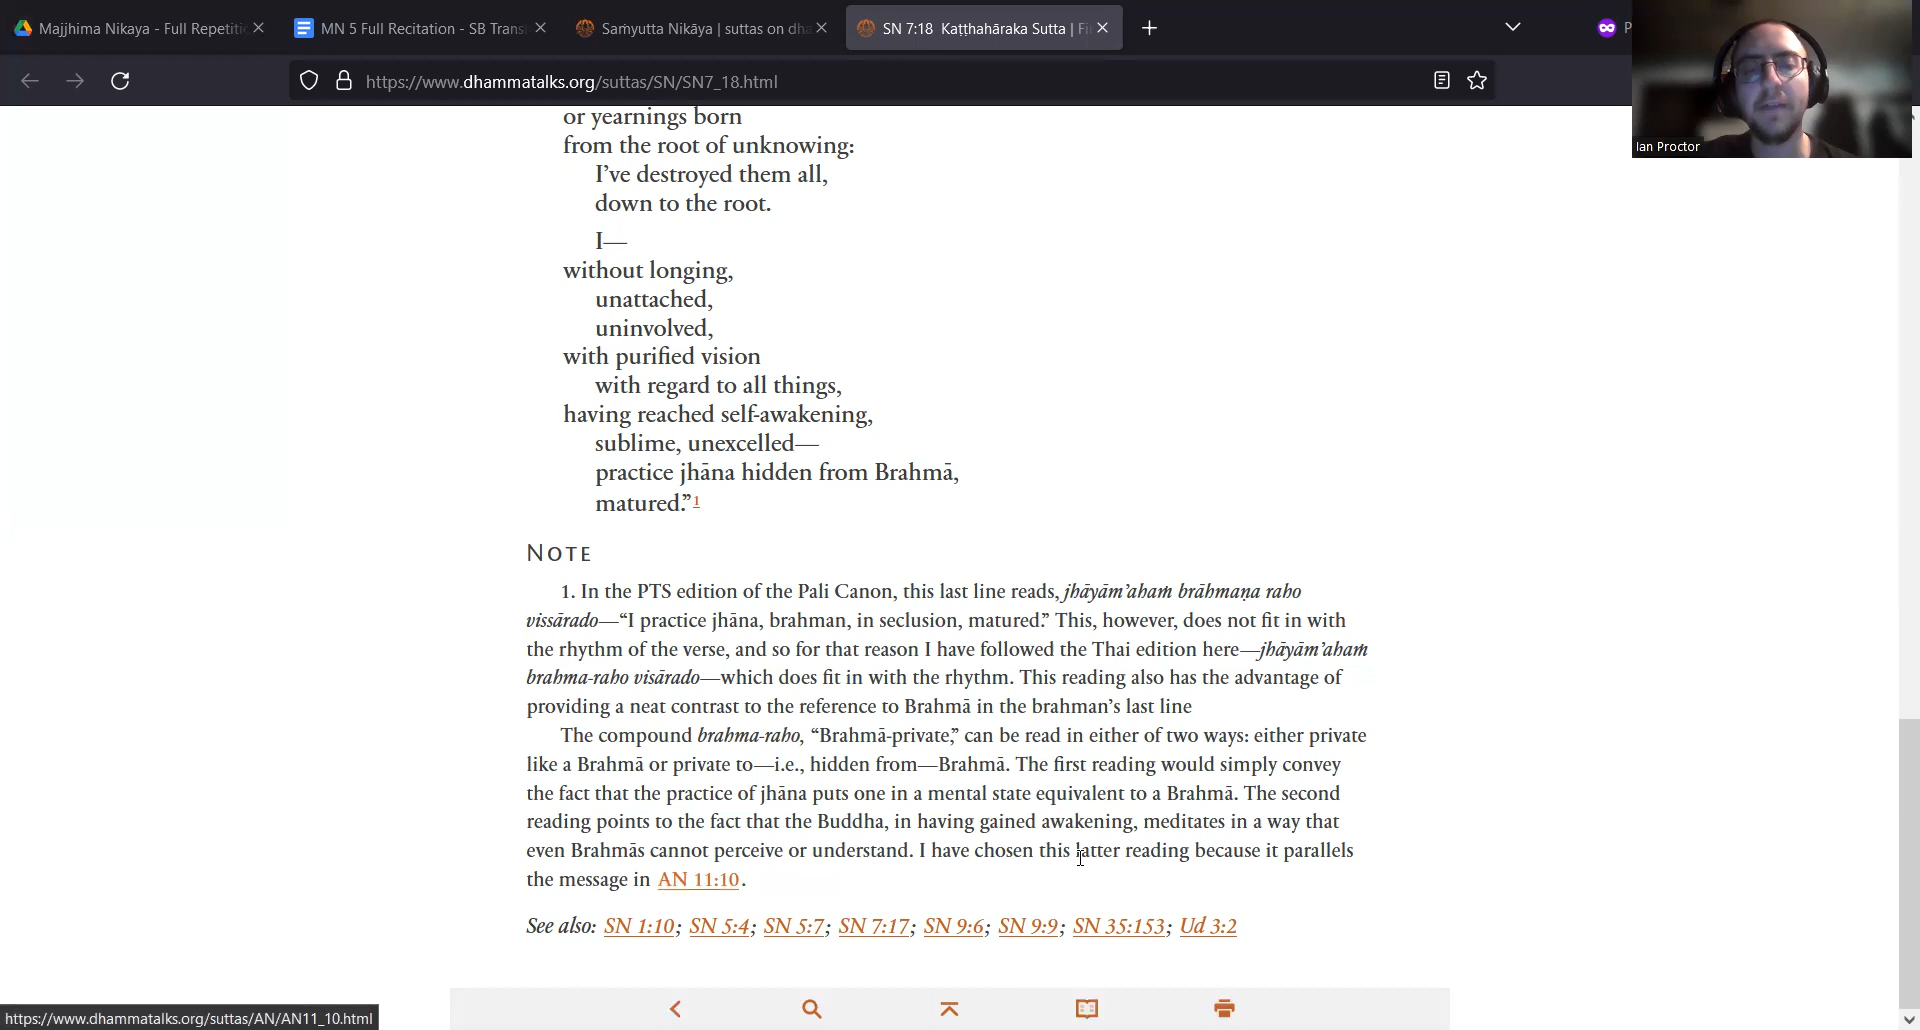 Majjhima Nikaya - Full Repetiti
MN 5 Full Recitation - SB Trans
Saṁyutta Nikāya | suttas on dha
SN 7:18 Kaṭṭhahāraka Sutta | Fi
P
https://www.dhammatalks.org/suttas/SN/SN7_18.html
Ian Proctor
or yearnings born
from the root of unknowing:
I’ve destroyed them all,
down to the root.
I—
without longing,
unattached,
uninvolved,
with purified vision
with regard to all things,
having reached self-awakening,
sublime, unexcelled—
practice jhāna hidden from Brahmā,
matured.” 1
NOTE
1. In the PTS edition of the Pali Canon, this last line reads, jhāyām’ahaṁ brāhmaṇa raho
vissārado—“I practice jhāna, brahman, in seclusion, matured.” This, however, does not fit in with
the rhythm of the verse, and so for that reason I have followed the Thai edition here—jhāyām’ahaṁ
brahma-raho visārado—which does fit in with the rhythm. This reading also has the advantage of
providing a neat contrast to the reference to Brahmā in the brahman’s last line
The compound brahma-raho, “Brahmā-private,” can be read in either of two ways: either private
like a Brahmā or private to—i.e., hidden from—Brahmā. The first reading would simply convey
the fact that the practice of jhāna puts one in a mental state equivalent to a Brahmā. The second
reading points to the fact that the Buddha, in having gained awakening, meditates in a way that
even Brahmās cannot perceive or understand. I have chosen this latter reading because it parallels
the message in AN 11:10.
See also: SN 1:10; SN 5:4; SN 5:7; SN 7:17; SN 9:6; SN 9:9; SN 35:153; Ud 3:2
https://www.dhammatalks.org/suttas/AN/AN11_10.html